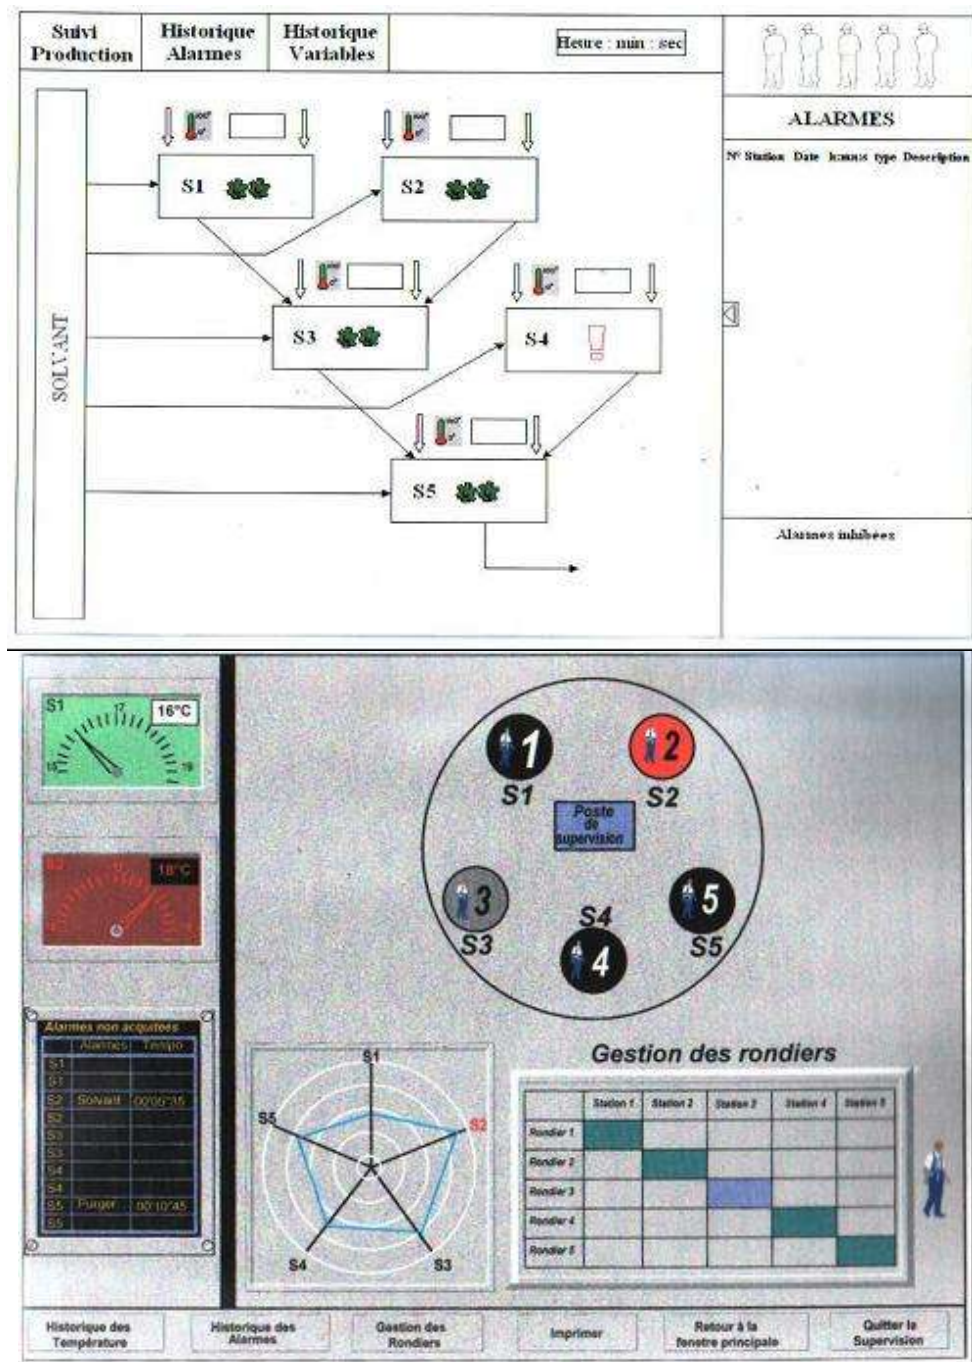 Suivi
Production
Historique
Alarmes
Historique
Variables
Heure : min : sec
ALARMES
N° Station Date h:mn:s type Description
S1
S2
S3
S4
S5
SOLVANT
Alarmes inhibées
S1
17
16°C
15
19
18°C
1
S1
2
S2
Poste
de
supervision
3
S3
S4
4
5
S5
Alarmes non acquitées
Alarmes Tempo
S1
S1
S2 Solvant
S2
S3
S3
S4
S4
S5 Purger 00'10"45
S5
S1
S2
S3
S4
S5
Gestion des rondiers
Station 1 Station 2 Station 3 Station 4 Station 5
Rondier 1
Rondier 2
Rondier 3
Rondier 4
Rondier 5
Historique des
Température
Historique des
Alarmes
Gestion des
Rondiers
Imprimer
Retour à la
fenetre principale
Quitter la
Supervision